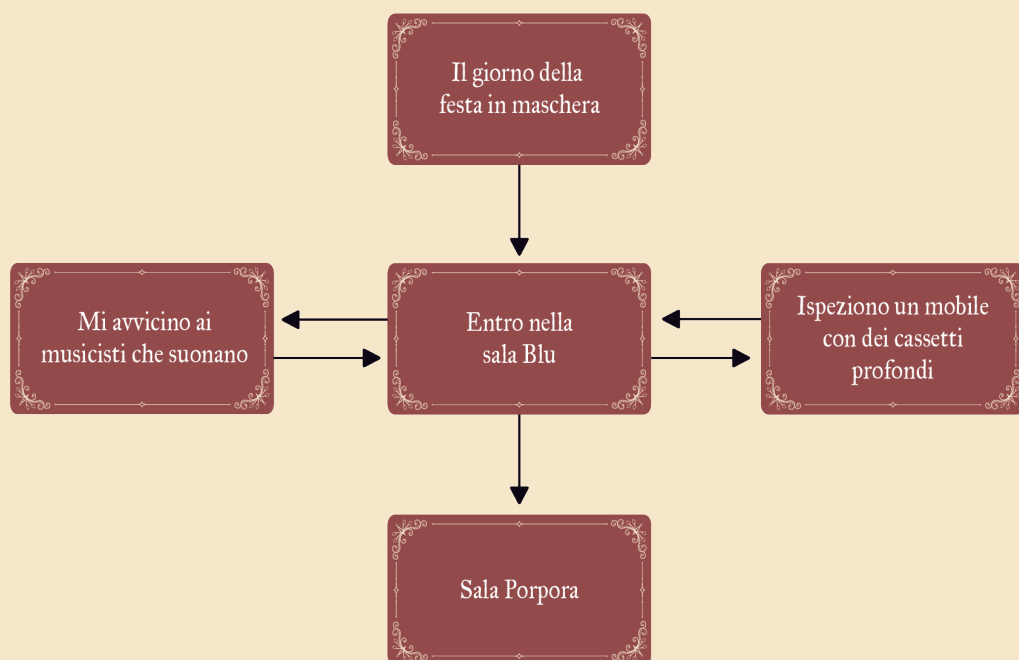 Il giorno della
festa in maschera
Mi avvicino ai
musicisti che suonano
Entro nella
sala Blu
Ispeziono un mobile
con dei cassetti
profondi
Sala Porpora